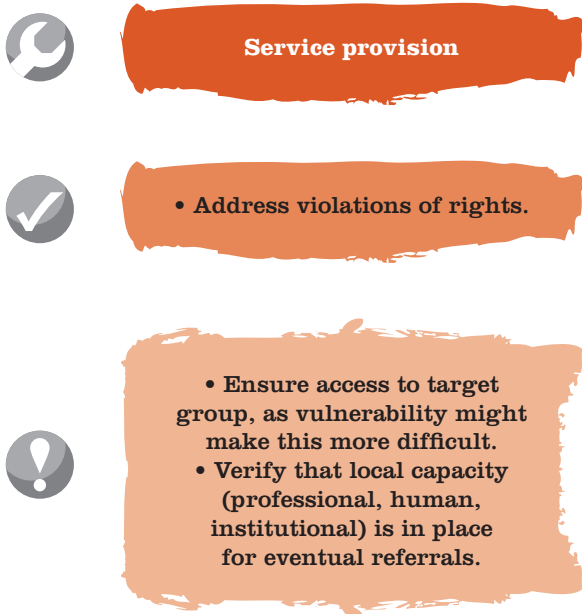 Service provision
• Address violations of rights.
• Ensure access to target
group, as vulnerability might
make this more difficult.
• Verify that local capacity
(professional, human,
institutional) is in place
for eventual referrals.